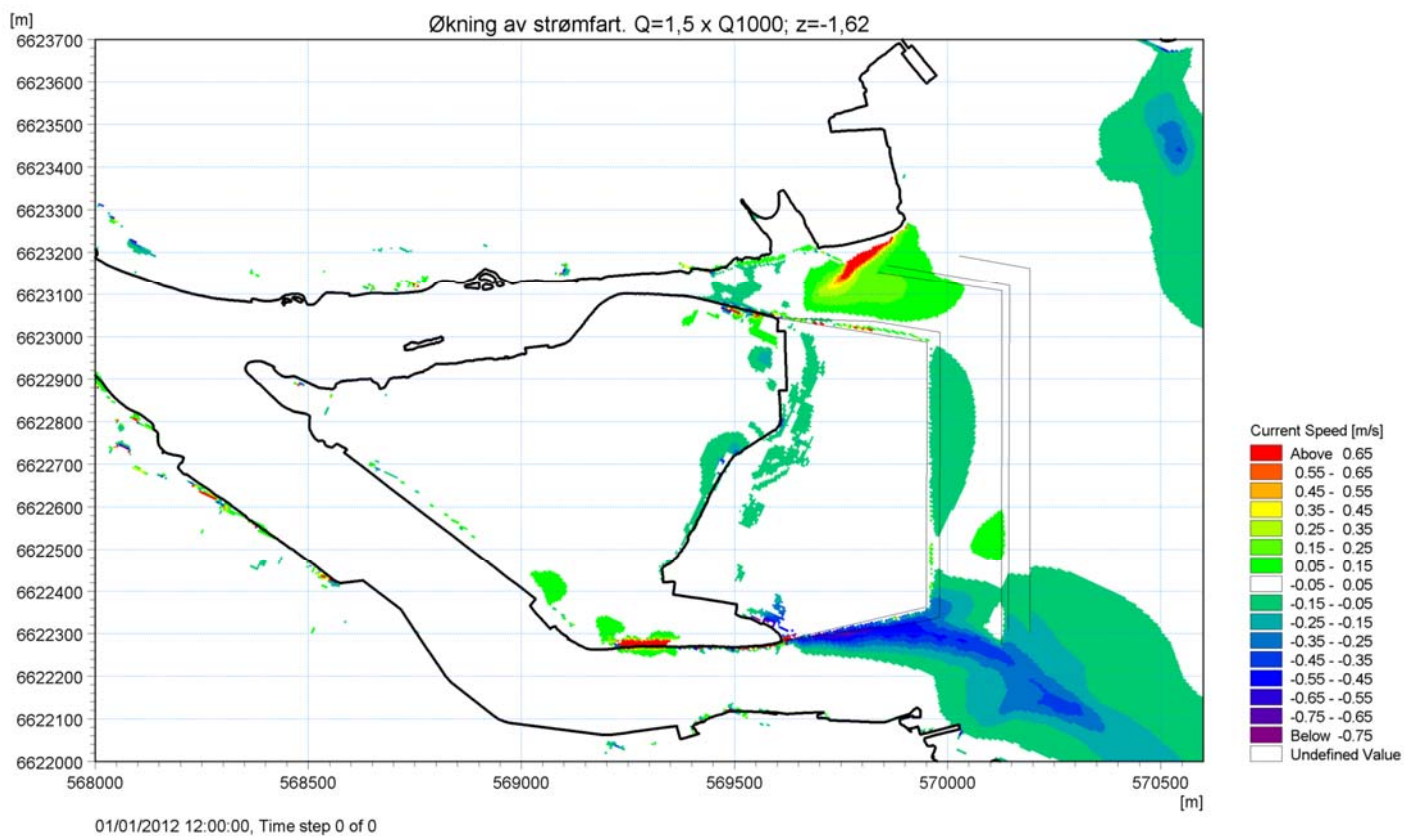 Økning av strømfart. Q=1,5 x Q1000; z=-1,62
[m]
6623700
6623600
6623500
6623400
6623300
6623200
6623100
6623000
6622900
6622800
6622700
6622600
6622500
6622400
6622300
6622200
6622100
6622000
568000 568500 569000 569500 570000 570500
[m]
01/01/2012 12:00:00, Time step 0 of 0
Current Speed [m/s]
Above 0.65
0.55 - 0.65
0.45 - 0.55
0.35 - 0.45
0.25 - 0.35
0.15 - 0.25
0.05 - 0.15
-0.05 - 0.05
-0.15 - -0.05
-0.25 - -0.15
-0.35 - -0.25
-0.45 - -0.35
-0.55 - -0.45
-0.65 - -0.55
-0.75 - -0.65
Below -0.75
Undefined Value